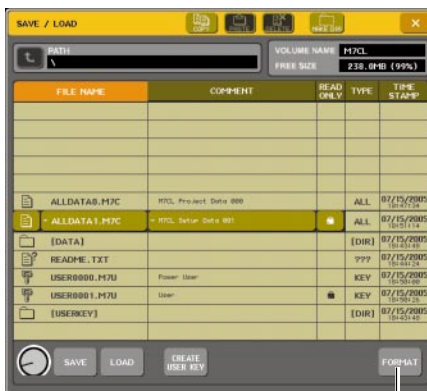 SAVE / LOAD
COPY PASTE DELETE MAKE DIR
PATH
\
VOLUME NAME M7CL
FREE SIZE 238.0MB (99%)
FILE NAME COMMENT READ ONLY TYPE TIME STAMP
ALLDATA0.M7C M7CL Project Data 000 ALL 07/15/2005
ALLDATA1.M7C M7CL Setup Data 001 ALL 07/15/2005
[DATA] [DIR] 07/15/2005
README.TXT ??? 07/15/2005
USER0000.M7U Power User KEY 07/15/2005
USER0001.M7U User KEY 07/15/2005
[USERKEY] [DIR] 07/15/2005
SAVE LOAD CREATE USER KEY FORMAT